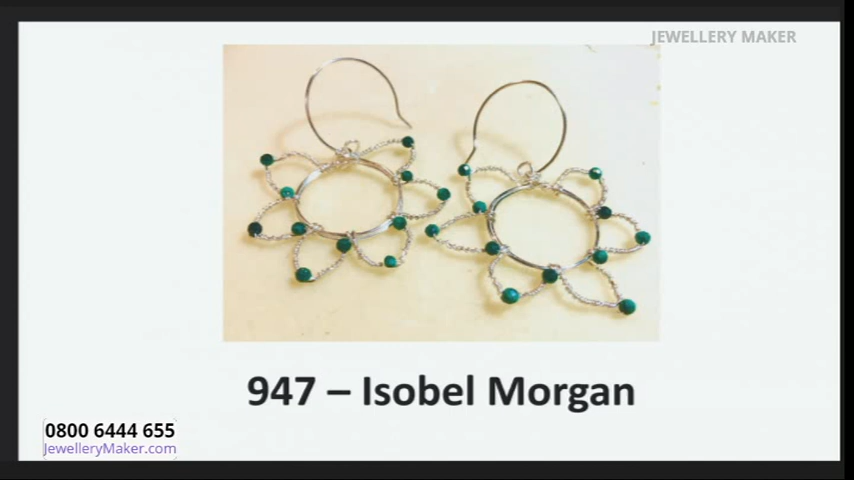 JEWELLERY MAKER
947 – Isobel Morgan
0800 6444 655
JewelleryMaker.com